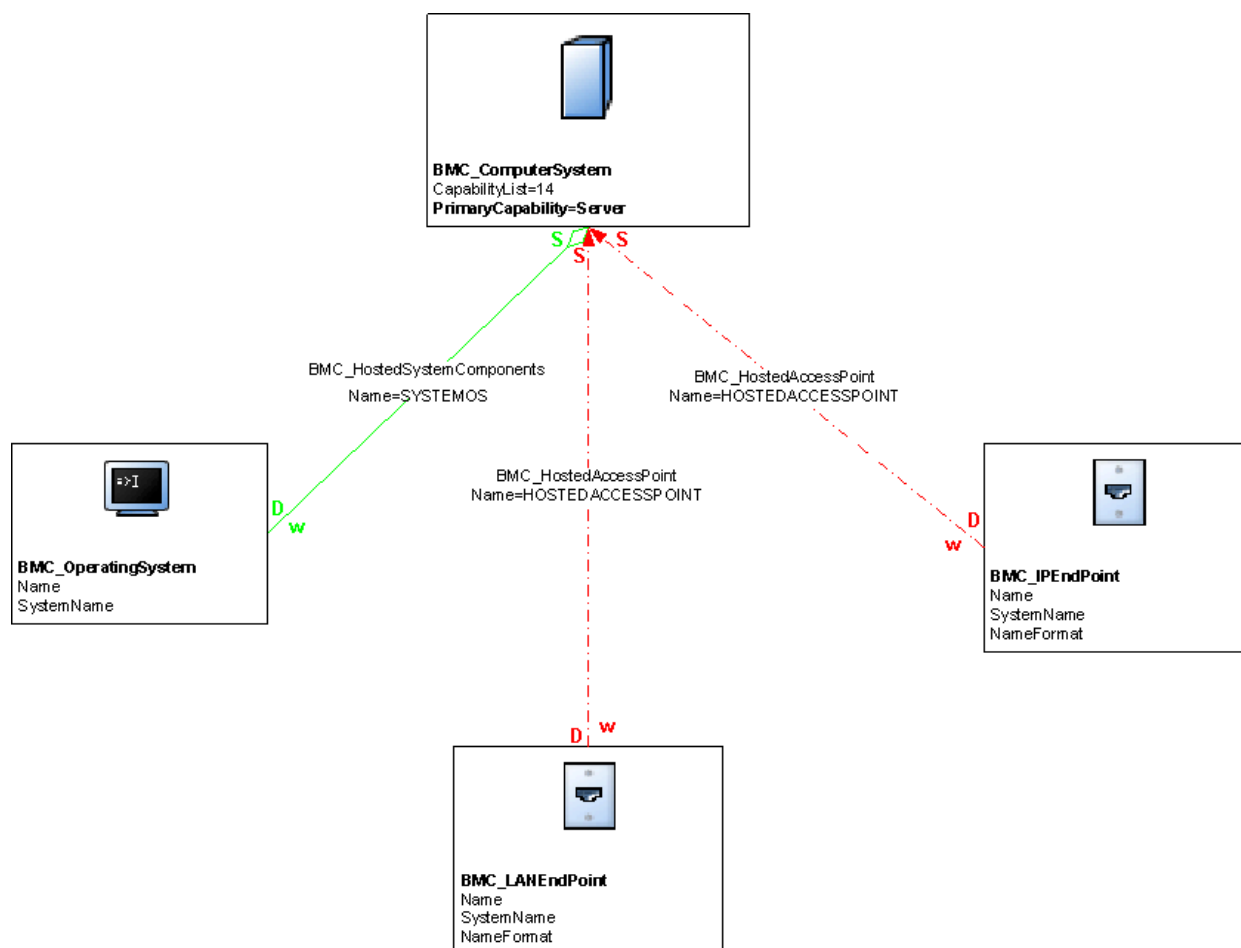 BMC_ComputerSystem
CapabilityList=14
PrimaryCapability=Server
S
S
S
BMC_HostedSystemComponents
Name=SYSTEMOS
BMC_HostedAccessPoint
Name=HOSTEDACCESSPOINT
BMC_HostedAccessPoint
Name=HOSTEDACCESSPOINT
=>I
D
w
BMC_OperatingSystem
Name
SystemName
D
w
BMC_IPEndPoint
Name
SystemName
NameFormat
w
D
BMC_LANEndPoint
Name
SystemName
NameFormat